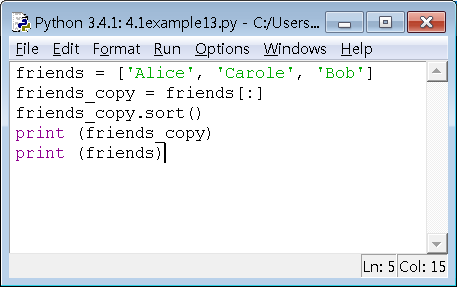 Python 3.4.1: 4.1example13.py - C:/Users...
File Edit Format Run Options Windows Help
friends = ['Alice', 'Carole', 'Bob']
friends_copy = friends[:]
friends_copy.sort()
print (friends_copy)
print (friends)
Ln: 5 Col: 15